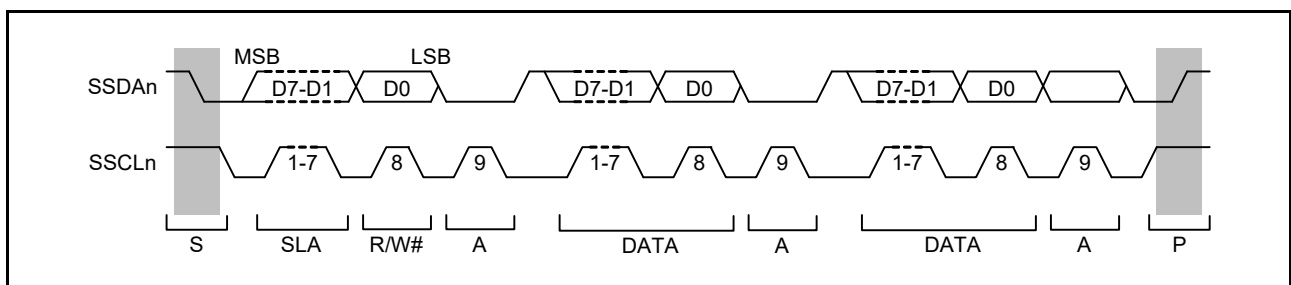 MSB LSB
SSDAn D7-D1 D0 D7-D1 D0 D7-D1 D0
SSCLn 1-7 8 9 1-7 8 9 1-7 8 9
S SLA R/W# A DATA A DATA A P